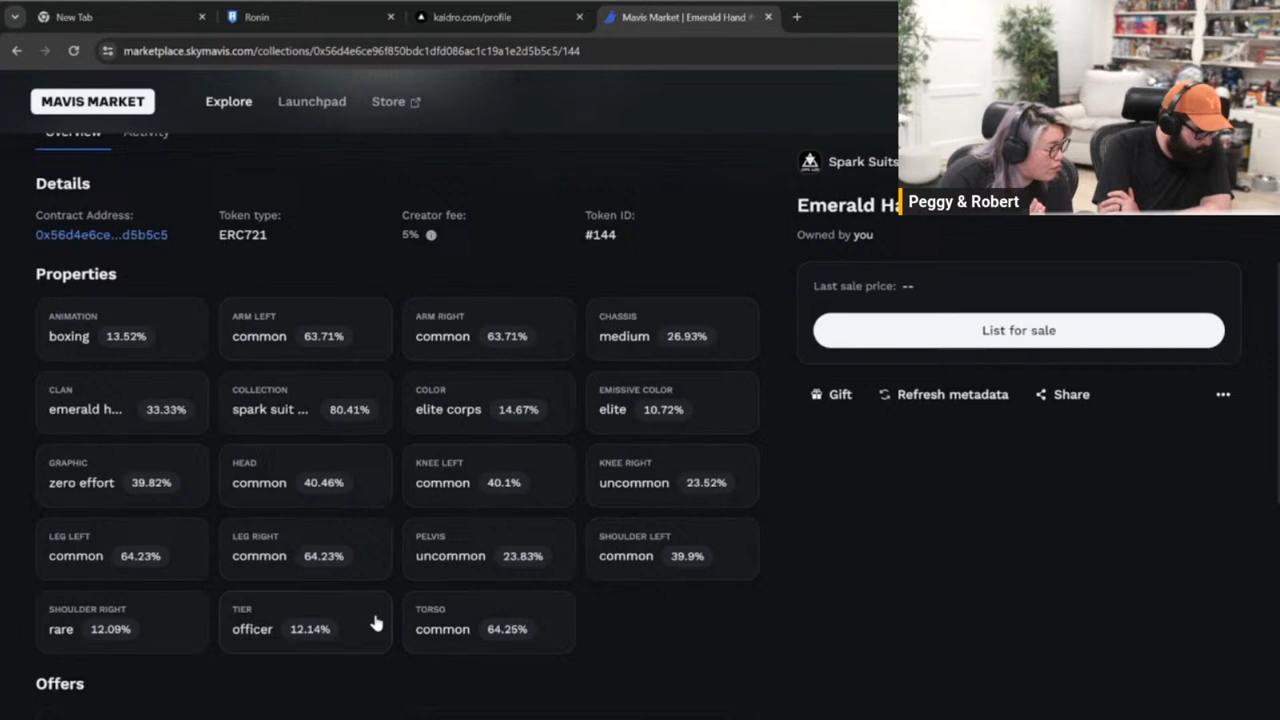 New Tab
Ronin
kaidro.com/profile
Mavis Market | Emerald Hand
marketplace.skymavis.com/collections/0x56d4e6ce96f850bdc1dfd086ac1c19a1e2d5b5c5/144
MAVIS MARKET
Explore
Launchpad
Store
Overview
Activity
Details
Contract Address:
Token type:
Creator fee:
Token ID:
0x56d4e6ce...d5b5c5
ERC721
5%
#144
Properties
ANIMATION
boxing 13.52%
ARM LEFT
common 63.71%
ARM RIGHT
common 63.71%
CHASSIS
medium 26.93%
CLAN
emerald h... 33.33%
COLLECTION
spark suit ... 80.41%
COLOR
elite corps 14.67%
EMISSIVE COLOR
elite 10.72%
GRAPHIC
zero effort 39.82%
HEAD
common 40.46%
KNEE LEFT
common 40.1%
KNEE RIGHT
uncommon 23.52%
LEG LEFT
common 64.23%
LEG RIGHT
common 64.23%
PELVIS
uncommon 23.83%
SHOULDER LEFT
common 39.9%
SHOULDER RIGHT
rare 12.09%
TIER
officer 12.14%
TORSO
common 64.25%
Offers
Spark Suits
Emerald Ha
Owned by you
Last sale price: --
List for sale
Gift
Refresh metadata
Share
Peggy & Robert